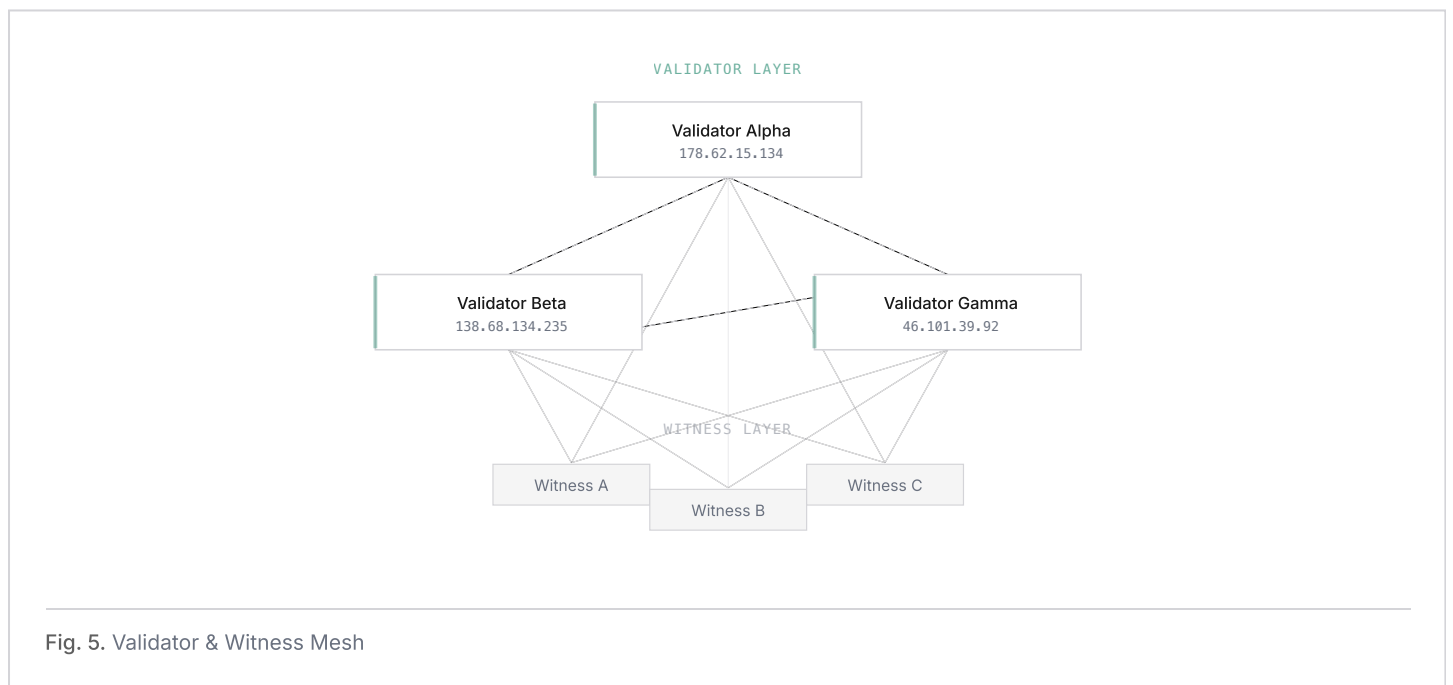 VALIDATOR LAYER
Validator Alpha
178.62.15.134
Validator Beta
138.68.134.235
Validator Gamma
46.101.39.92
WITNESS LAYER
Witness A
Witness B
Witness C
Fig. 5. Validator & Witness Mesh